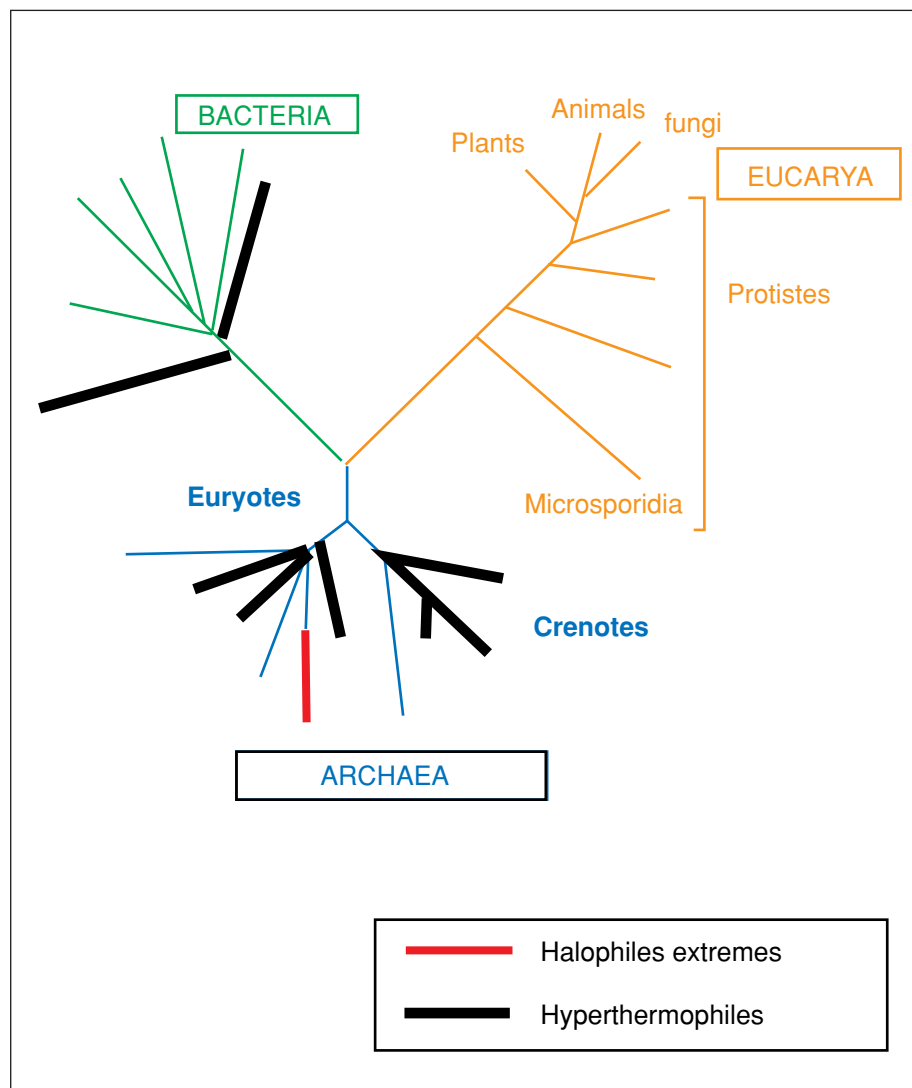 BACTERIA
Animals
fungi
Plants
EUCARYA
Protistes
Euryotes
Microsporidia
Crenotes
ARCHAEA
Halophiles extremes
Hyperthermophiles